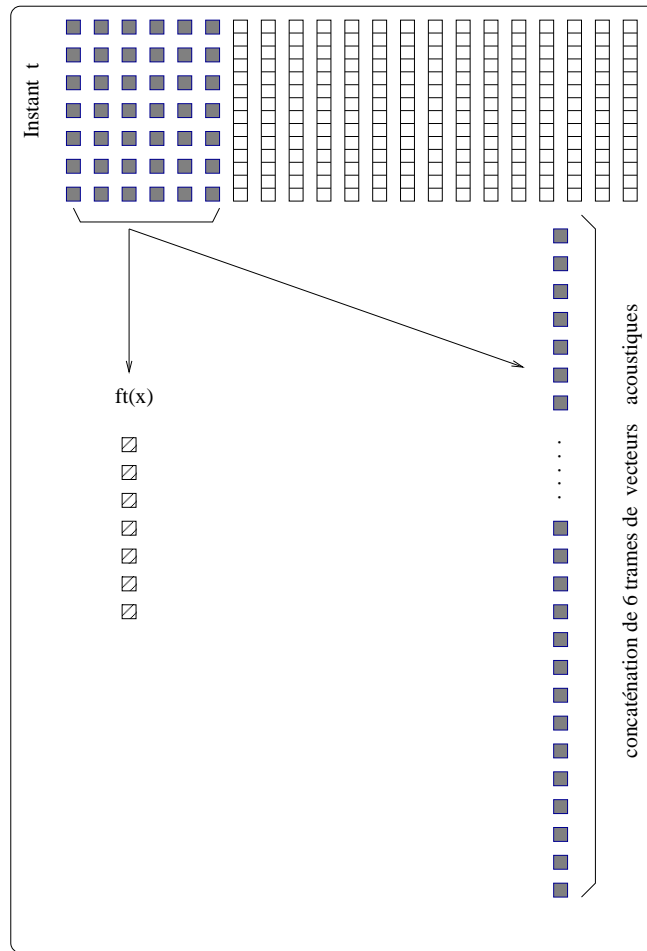 Instant t
ft(x)
. . . . .
concaténation de 6 trames de vecteurs acoustiques